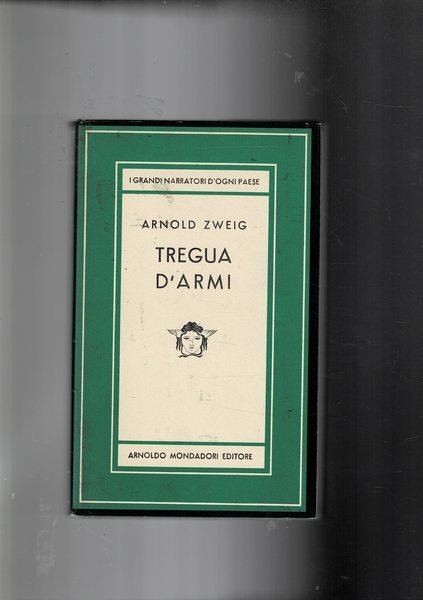 I GRANDI NARRATORI D'OGNI PAESE
ARNOLD ZWEIG
TREGUA
D'ARMI
ARNOLDO MONDADORI EDITORE